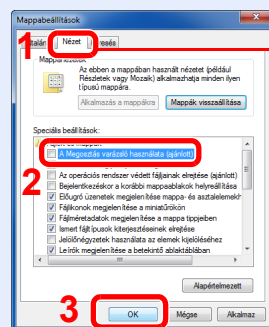 Mappabeállítások
1
Nézet
Az ebben a mappában használt nézetet (például
Részletek vagy Mozaik) alkalmazhatja minden ilyen
típusú mappára.
Alkalmazás a mappákra
Mappák visszaállítása
Speciális beállítások:
A Megosztás varázsló használata (ajánlott)
2
Az operációs rendszer védett fájljainak elrejtése (ajánlott)
Bejelentkezéskor a korábbi mappaablakok helyreállítása
Előugró üzenetek megjelenítése mappa- és asztalelemekh
Fájlikonok megjelenítése a miniatűrökön
Fájlméretadatok megjelenítése a mappa tippjeiben
Ismert fájltípusok kiterjesztéseinek elrejtése
Jelölőnégyzetek használata az elemek kijelöléséhez
Leírók megjelenítése a betekintő ablaktáblában
Alapértelmezett
3
OK
Mégse
Alkalmaz